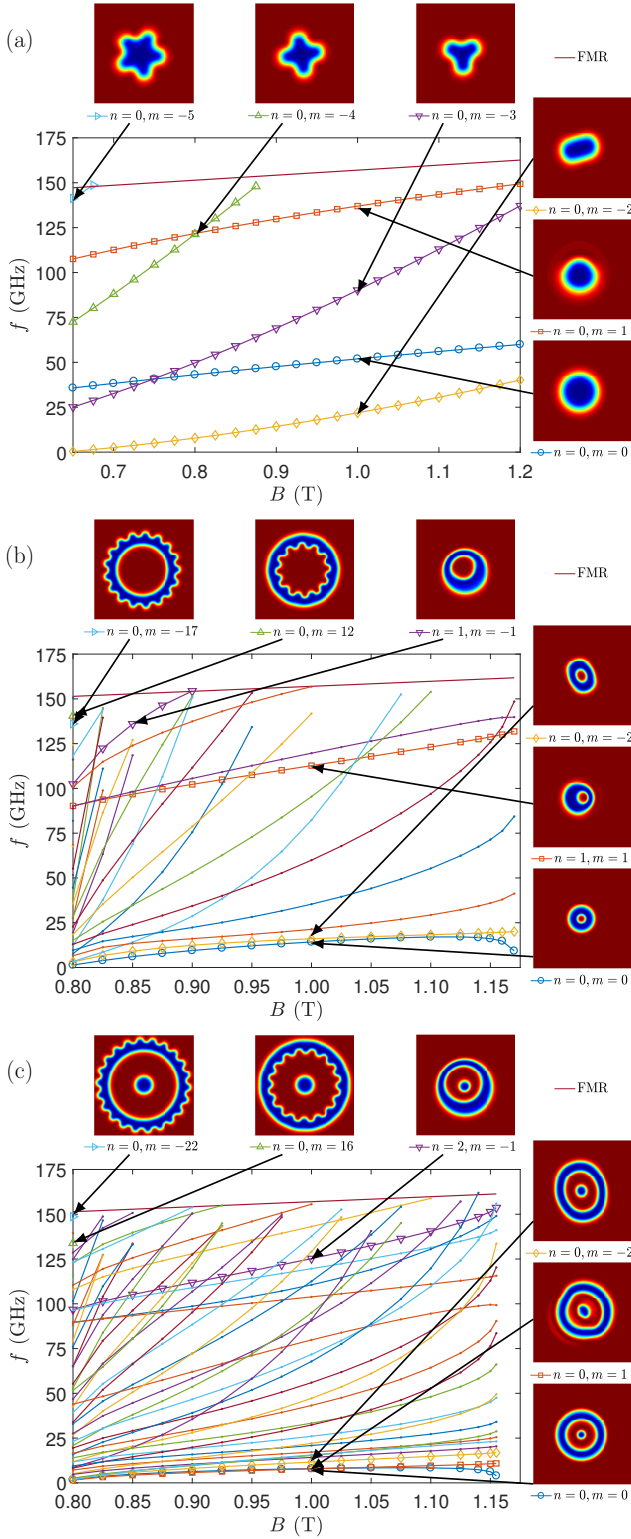 (a)
FMR
n = 0, m = −5
n = 0, m = −4
n = 0, m = −3
175
150
125
100
75
50
25
0
f (GHz)
0.7
0.8
0.9
1.0
1.1
1.2
B (T)
n = 0, m = −2
n = 0, m = 1
n = 0, m = 0
(b)
FMR
n = 0, m = −17
n = 0, m = 12
n = 1, m = −1
175
150
125
100
75
50
25
0
f (GHz)
0.80
0.85
0.90
0.95
1.00
1.05
1.10
1.15
B (T)
n = 0, m = −2
n = 1, m = 1
n = 0, m = 0
(c)
FMR
n = 0, m = −22
n = 0, m = 16
n = 2, m = −1
175
150
125
100
75
50
25
0
f (GHz)
0.80
0.85
0.90
0.95
1.00
1.05
1.10
1.15
B (T)
n = 0, m = −2
n = 0, m = 1
n = 0, m = 0